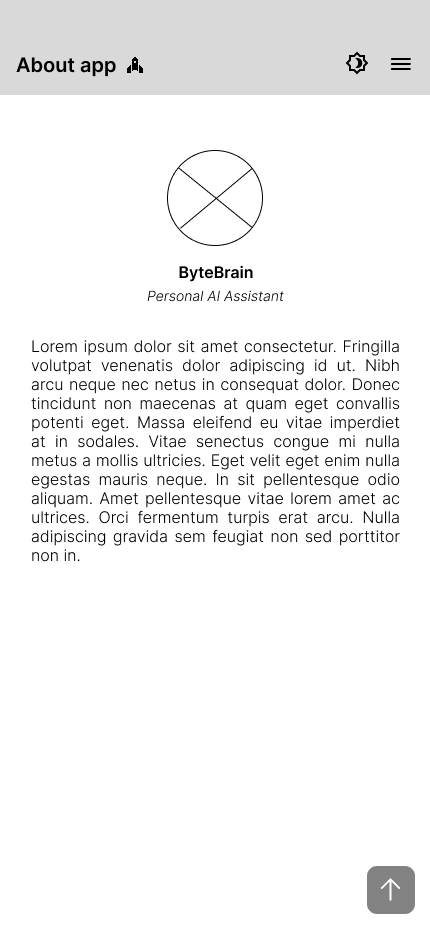 About app
ByteBrain
Personal AI Assistant
Lorem ipsum dolor sit amet consectetur. Fringilla
volutpat venenatis dolor adipiscing id ut. Nibh
arcu neque nec netus in consequat dolor. Donec
tincidunt non maecenas at quam eget convallis
potenti eget. Massa eleifend eu vitae imperdiet
at in sodales. Vitae senectus congue mi nulla
metus a mollis ultricies. Eget velit eget enim nulla
egestas mauris neque. In sit pellentesque odio
aliquam. Amet pellentesque vitae lorem amet ac
ultrices. Orci fermentum turpis erat arcu. Nulla
adipiscing gravida sem feugiat non sed porttitor
non in.